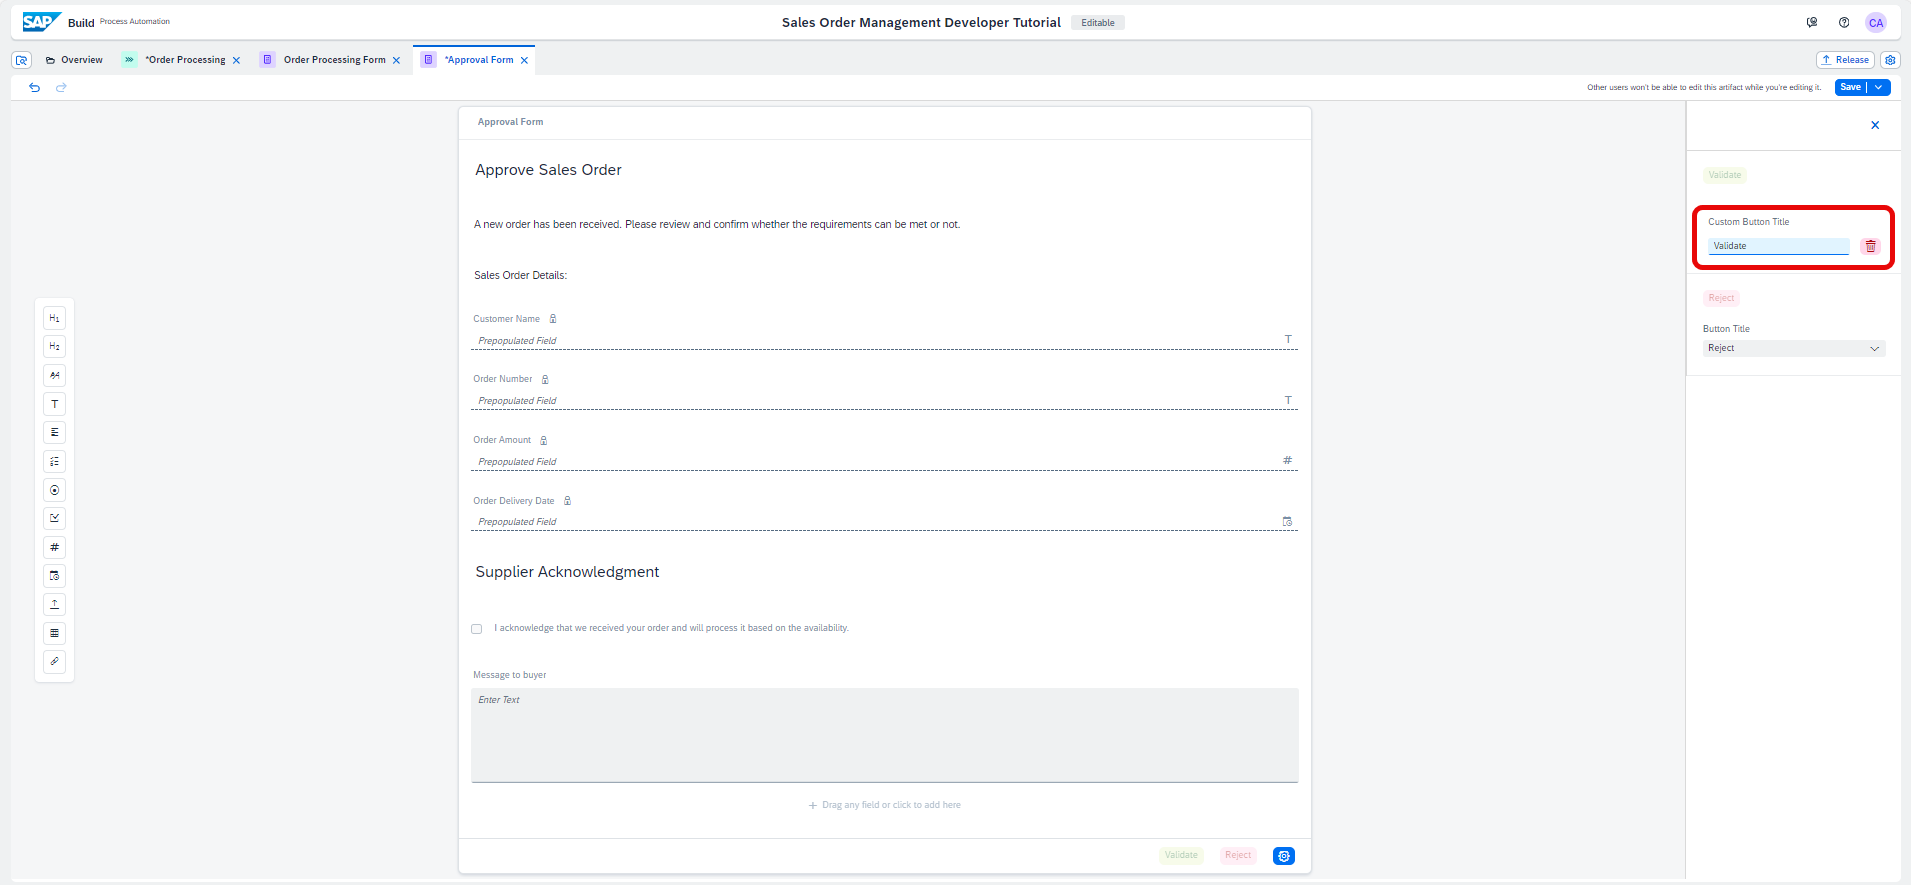 SAP Build Process Automation
Sales Order Management Developer Tutorial Editable
CA
Overview *Order Processing Order Processing Form *Approval Form
Release
Other users won't be able to edit this artifact while you're editing it. Save
Approval Form
Approve Sales Order
A new order has been received. Please review and confirm whether the requirements can be met or not.
Sales Order Details:
Customer Name
Prepopulated Field T
Order Number
Prepopulated Field T
Order Amount
Prepopulated Field #
Order Delivery Date
Prepopulated Field
Supplier Acknowledgment
I acknowledge that we received your order and will process it based on the availability.
Message to buyer
Enter Text
+ Drag any field or click to add here
Validate Reject
H1
H2
T
#
Validate
Custom Button Title
Validate
Reject
Button Title
Reject